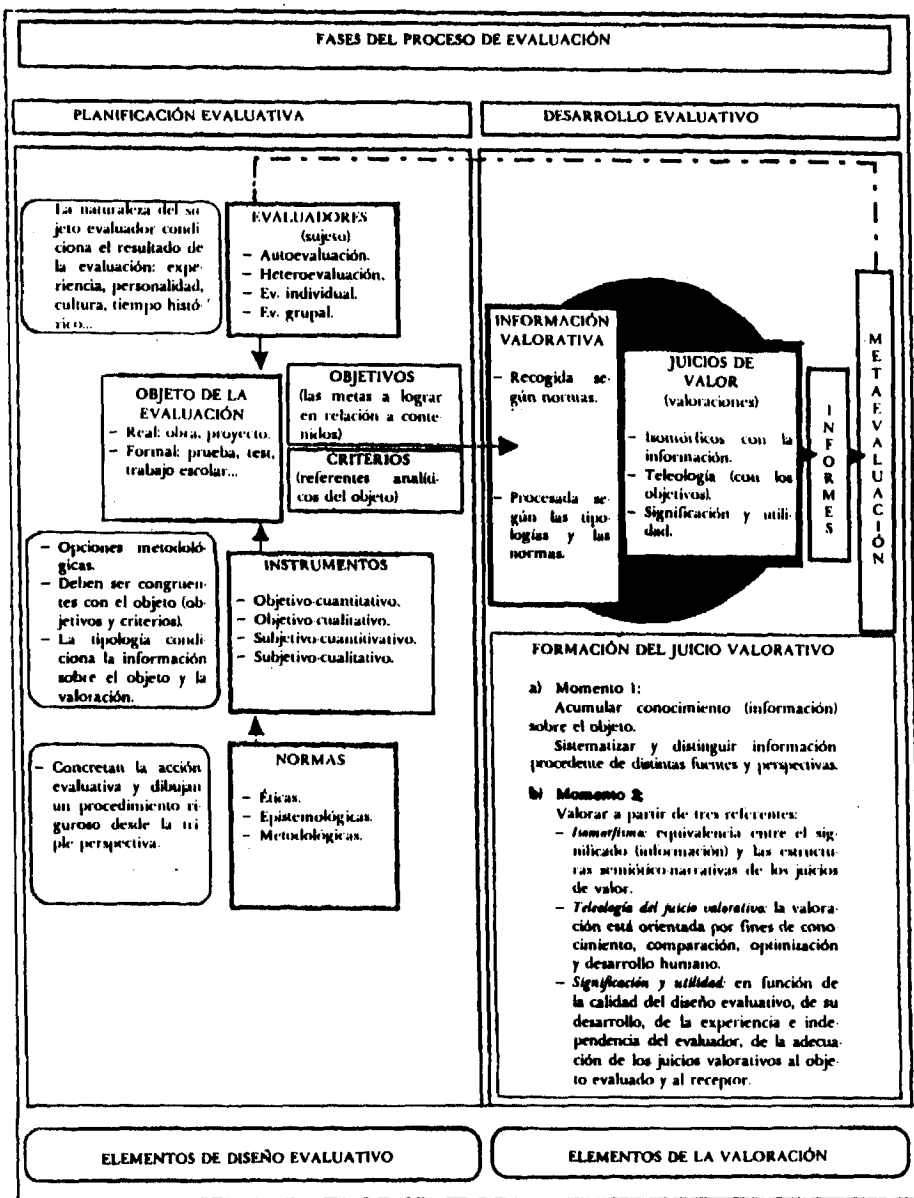 FASES DEL PROCESO DE EVALUACIÓN
PLANIFICACIÓN EVALUATIVA
DESARROLLO EVALUATIVO
La naturaleza del su
jeto evaluador condi
ciona el resultado de
la evaluación: expe-
riencia, personalidad,
cultura, tiempo histó-
rico...
EVALUADORES
(sujeto)
– Autoevaluación.
– Heteroevaluación.
– Ev. individual.
– Ev. grupal.
OBJETO DE LA
EVALUACIÓN
– Real: obra, proyecto.
– Formal: prueba, test,
trabajo escolar...
OBJETIVOS
(las metas a lograr
en relación a conte-
nidos)
CRITERIOS
(referentes analíti-
cos del objeto)
– Opciones metodoló-
gicas.
– Deben ser congruen-
tes con el objeto (ob-
jetivos y criterios)
– La tipología condi
ciona la información
sobre el objeto y la
valoración.
INSTRUMENTOS
– Objetivo-cuantitativo.
– Objetivo-cualitativo.
– Subjetivo-cuantitivativo.
– Subjetivo-cualitativo.
– Concretan la acción
evaluativa y dibujan
un procedimiento ri
guroso desde la tri
ple perspectiva.
NORMAS
– Éticas.
– Epistemológicas.
– Metodológicas.
INFORMACIÓN
VALORATIVA
– Recogida se-
gún normas.
– Procesada se-
gún las tipo-
logías y las
normas.
JUICIOS DE
VALOR
(valoraciones)
– Isomórficos con la
información.
– Teleología (con los
objetivos).
– Significación y utili-
dad.
INFORMES
METAEVALUACIÓN
FORMACIÓN DEL JUICIO VALORATIVO
a) Momento 1:
Acumular conocimiento (información)
sobre el objeto.
Sistematizar y distinguir información
procedente de distintas fuentes y perspectivas.
b) Momento 2:
Valorar a partir de tres referentes:
– Isomorfismo: equivalencia entre el sig-
nificado (información) y las estructu-
ras semiótico-narrativas de los juicios
de valor.
– Teleología del juicio valorativo: la valora-
ción está orientada por fines de cono-
cimiento, comparación, optimización
y desarrollo humano.
– Significación y utilidad: en función de
la calidad del diseño evaluativo, de su
desarrollo, de la experiencia e inde-
pendencia del evaluador, de la adecua-
ción de los juicios valorativos al obje-
to evaluado y al receptor.
ELEMENTOS DE DISEÑO EVALUATIVO
ELEMENTOS DE LA VALORACIÓN